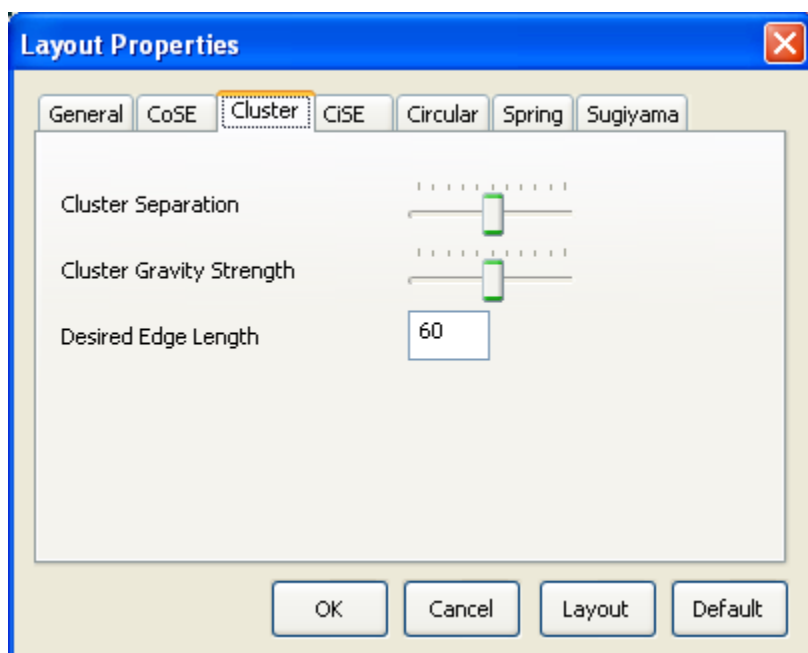 Layout Properties
General CoSE Cluster CiSE Circular Spring Sugiyama
Cluster Separation
Cluster Gravity Strength
Desired Edge Length 60
OK Cancel Layout Default